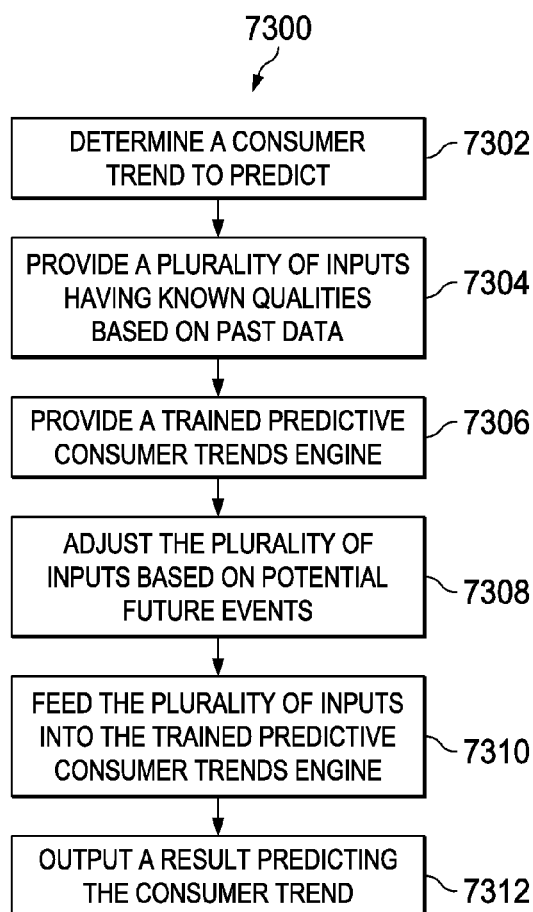 7300
DETERMINE A CONSUMER
TREND TO PREDICT
7302
PROVIDE A PLURALITY OF INPUTS
HAVING KNOWN QUALITIES
BASED ON PAST DATA
7304
PROVIDE A TRAINED PREDICTIVE
CONSUMER TRENDS ENGINE
7306
ADJUST THE PLURALITY OF
INPUTS BASED ON POTENTIAL
FUTURE EVENTS
7308
FEED THE PLURALITY OF INPUTS
INTO THE TRAINED PREDICTIVE
CONSUMER TRENDS ENGINE
7310
OUTPUT A RESULT PREDICTING
THE CONSUMER TREND
7312